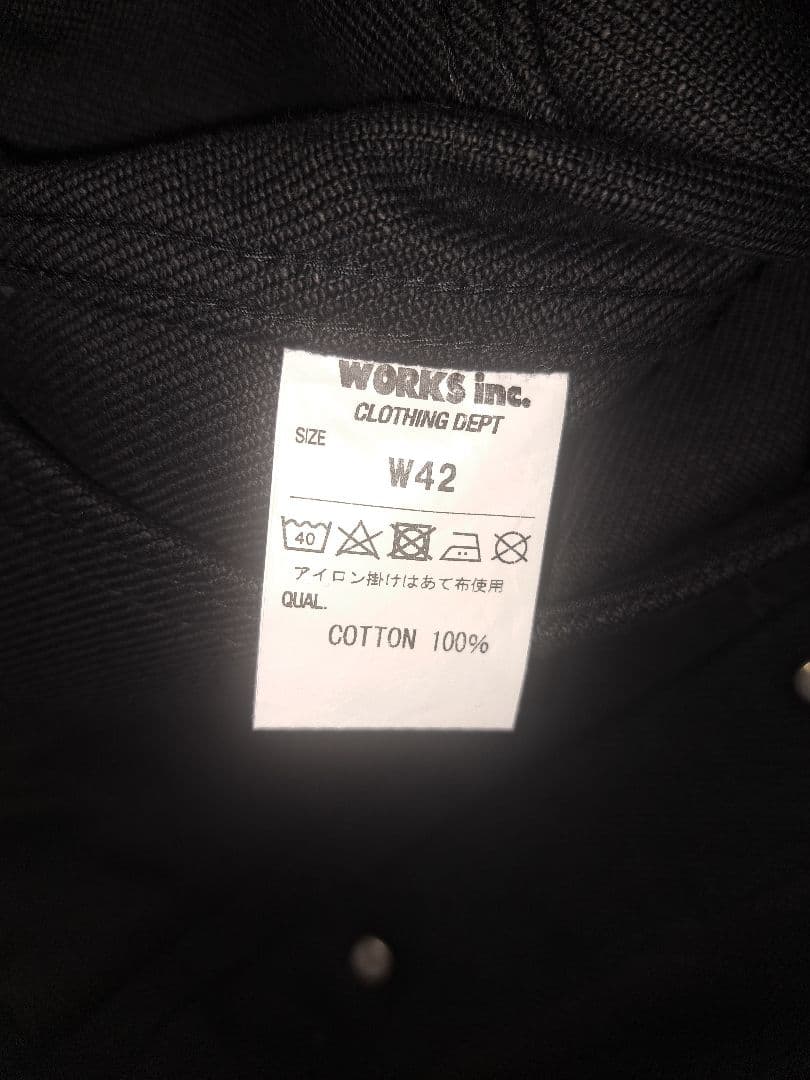 WORKS inc.
CLOTHING DEPT
SIZE
W42
40
アイロン掛けはあて布使用
QUAL.
COTTON 100%